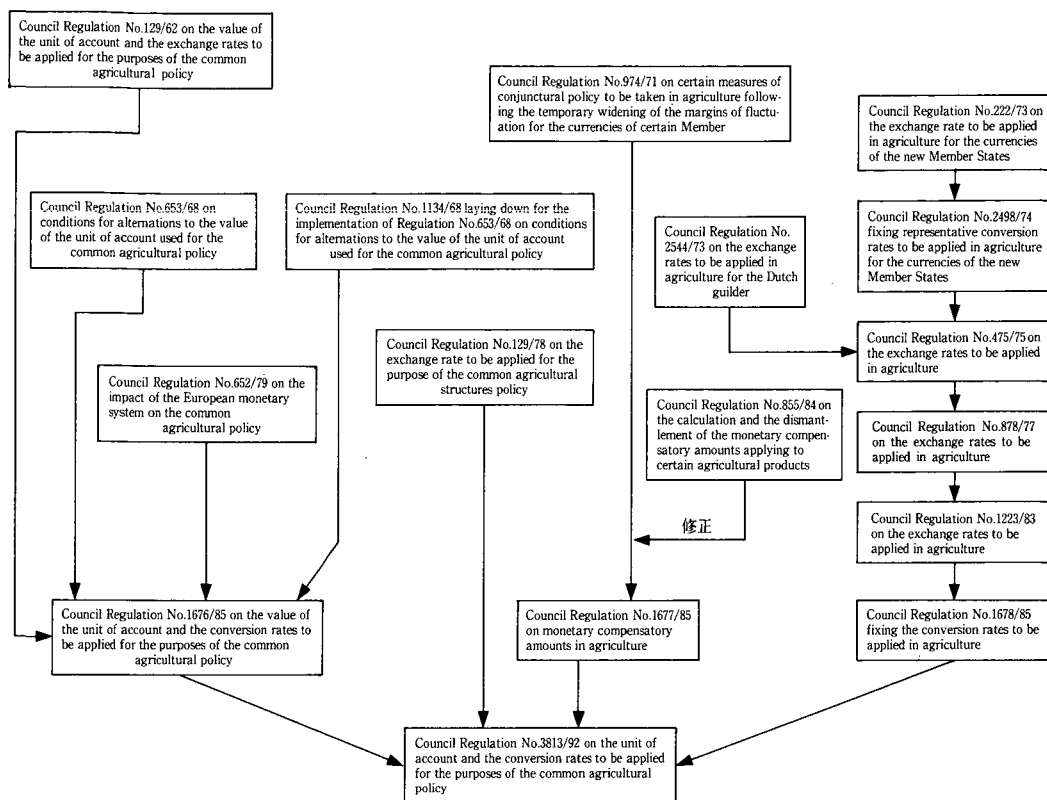 Council Regulation No.129/62 on the value of
the unit of account and the exchange rates to
be applied for the purposes of the common
agricultural policy
Council Regulation No.974/71 on certain measures of
conjunctural policy to be taken in agriculture follow-
ing the temporary widening of the margins of fluctu-
ation for the currencies of certain Member
Council Regulation No.222/73 on
the exchange rate to be applied
in agriculture for the currencies
of the new Member States
Council Regulation No.653/68 on
conditions for alternations to the value
of the unit of account used for the
common agricultural policy
Council Regulation No.1134/68 laying down for the
implementation of Regulation No.653/68 on conditions
for alternations to the value of the unit of account
used for the common agricultural policy
Council Regulation No.
2544/73 on the exchange
rates to be applied in
agriculture for the Dutch
guilder
Council Regulation No.2498/74
fixing representative conversion
rates to be applied in agriculture
for the currencies of the new
Member States
Council Regulation No.129/78 on the
exchange rate to be applied for the
purpose of the common agricultural
structures policy
Council Regulation No.475/75 on
the exchange rates to be applied
in agriculture
Council Regulation No.652/79 on the
impact of the European monetary
system on the common
agricultural policy
Council Regulation No.855/84 on
the calculation and the dismant-
lement of the monetary compen-
satory amounts applying to
certain agricultural products
Council Regulation No.878/77
on the exchange rates to be
applied in agriculture
修正
Council Regulation No.1223/83
on the exchange rates to be
applied in agriculture
Council Regulation No.1676/85 on the value of
the unit of account and the conversion rates to
be applied for the purposes of the common
agricultural policy
Council Regulation No.1677/85
on monetary compensatory
amounts in agriculture
Council Regulation No.1678/85
fixing the conversion rates to be
applied in agriculture
Council Regulation No.3813/92 on the unit of
account and the conversion rates to be applied
for the purposes of the common agricultural
policy